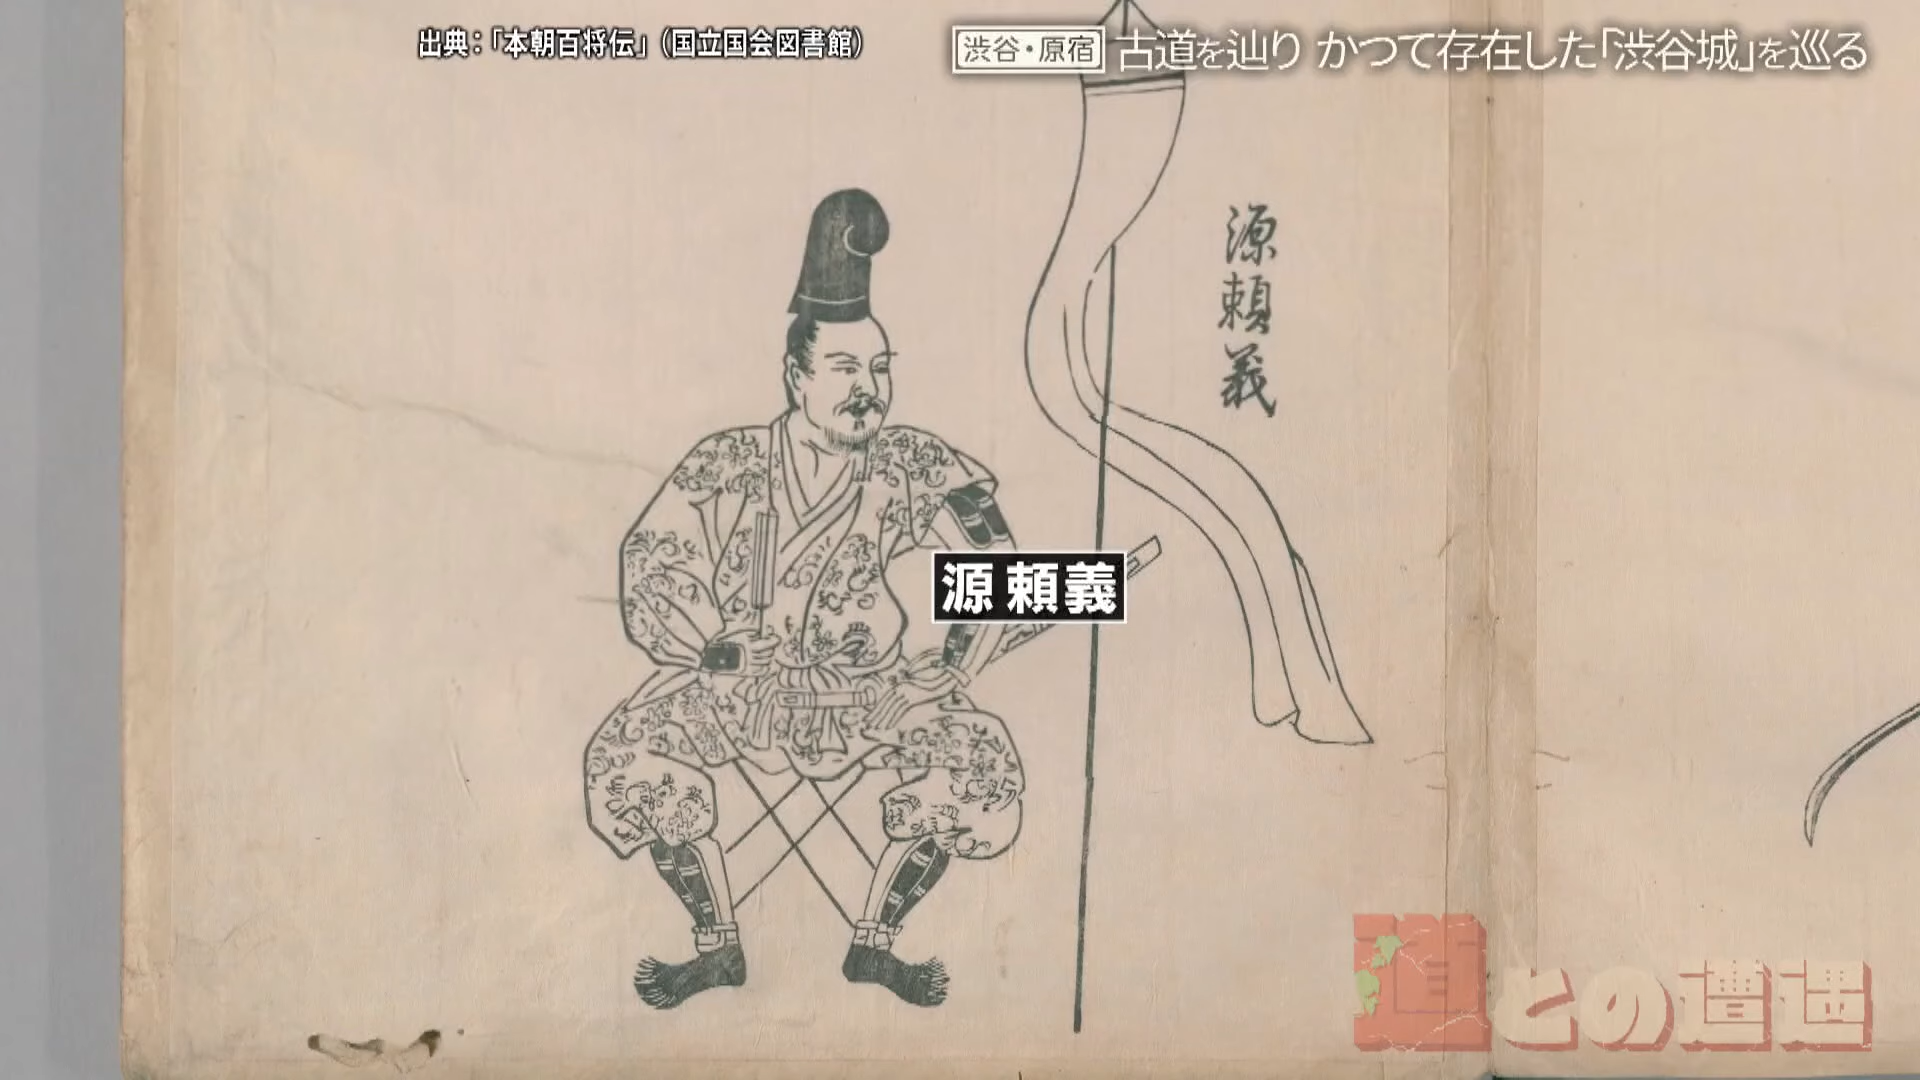 出典：「本朝百将伝」（国立国会図書館）
渋谷・原宿 古道を辿り かつて存在した「渋谷城」を巡る
源頼義
源 頼義
道との遭遇